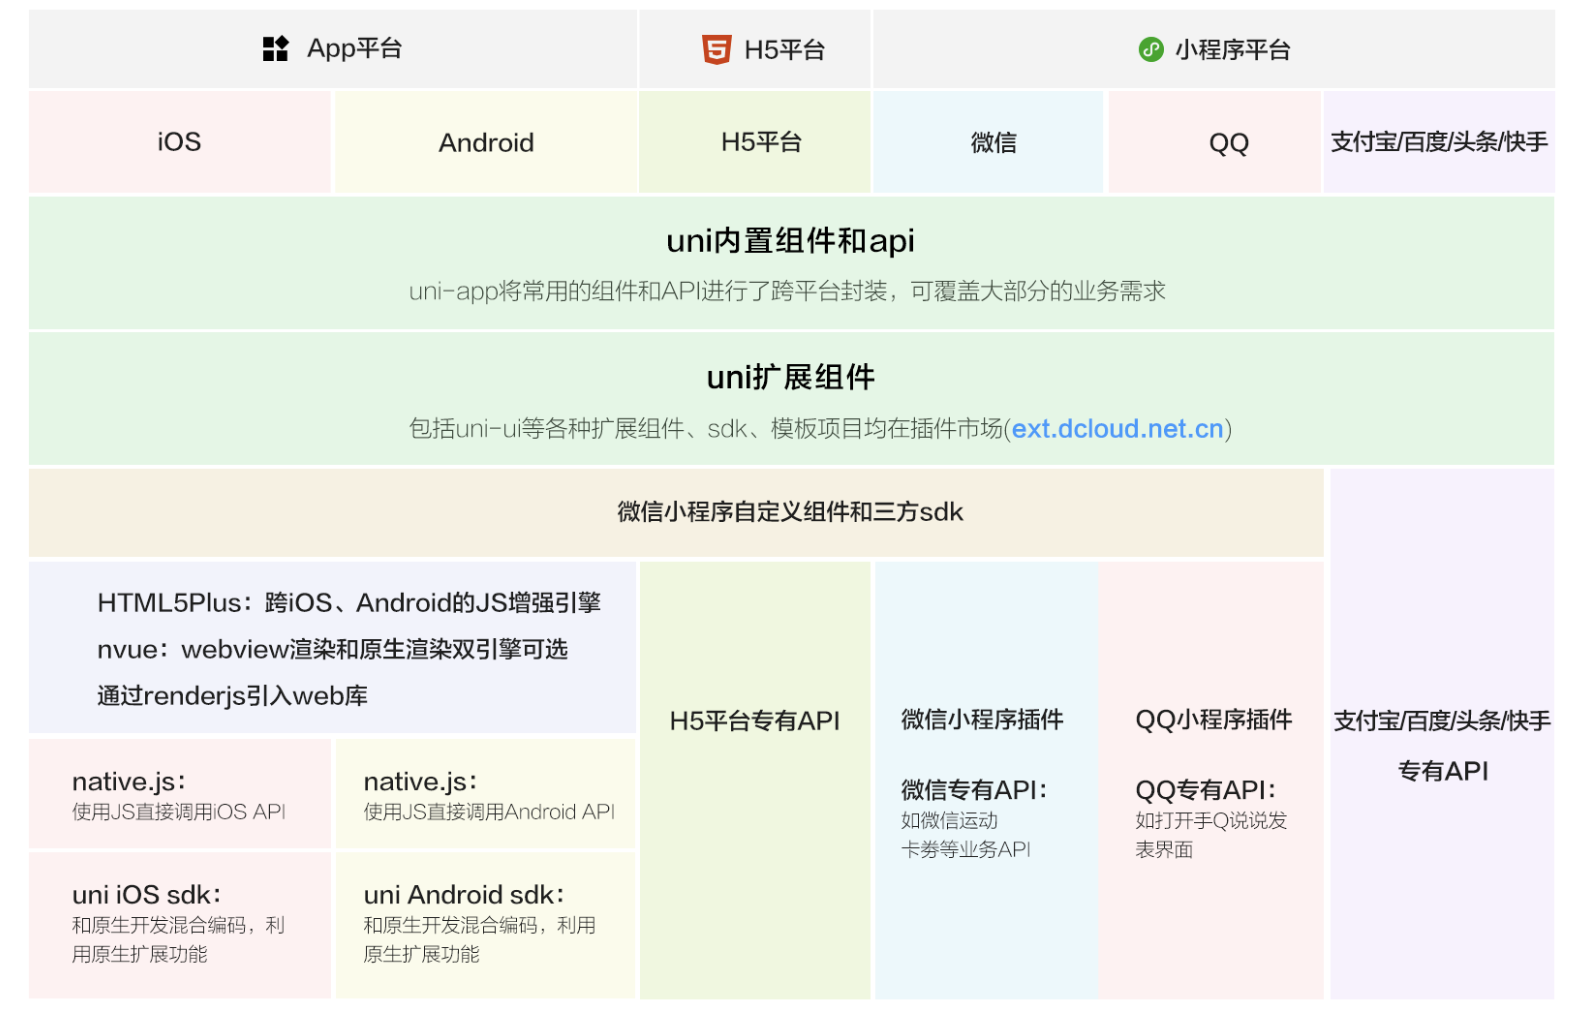 App平台
H5平台
小程序平台
iOS
Android
H5平台
微信
QQ
支付宝/百度/头条/快手
uni内置组件和api
uni-app将常用的组件和API进行了跨平台封装，可覆盖大部分的业务需求
uni扩展组件
包括uni-ui等各种扩展组件、sdk、模板项目均在插件市场(ext.dcloud.net.cn)
微信小程序自定义组件和三方sdk
HTML5Plus：跨iOS、Android的JS增强引擎
nvue：webview渲染和原生渲染双引擎可选
通过renderjs引入web库
native.js：
使用JS直接调用iOS API
native.js：
使用JS直接调用Android API
uni iOS sdk：
和原生开发混合编码，利
用原生扩展功能
uni Android sdk：
和原生开发混合编码，利用
原生扩展功能
H5平台专有API
微信小程序插件
微信专有API：
如微信运动
卡券等业务API
QQ小程序插件
QQ专有API：
如打开手Q说说发
表界面
支付宝/百度/头条/快手
专有API